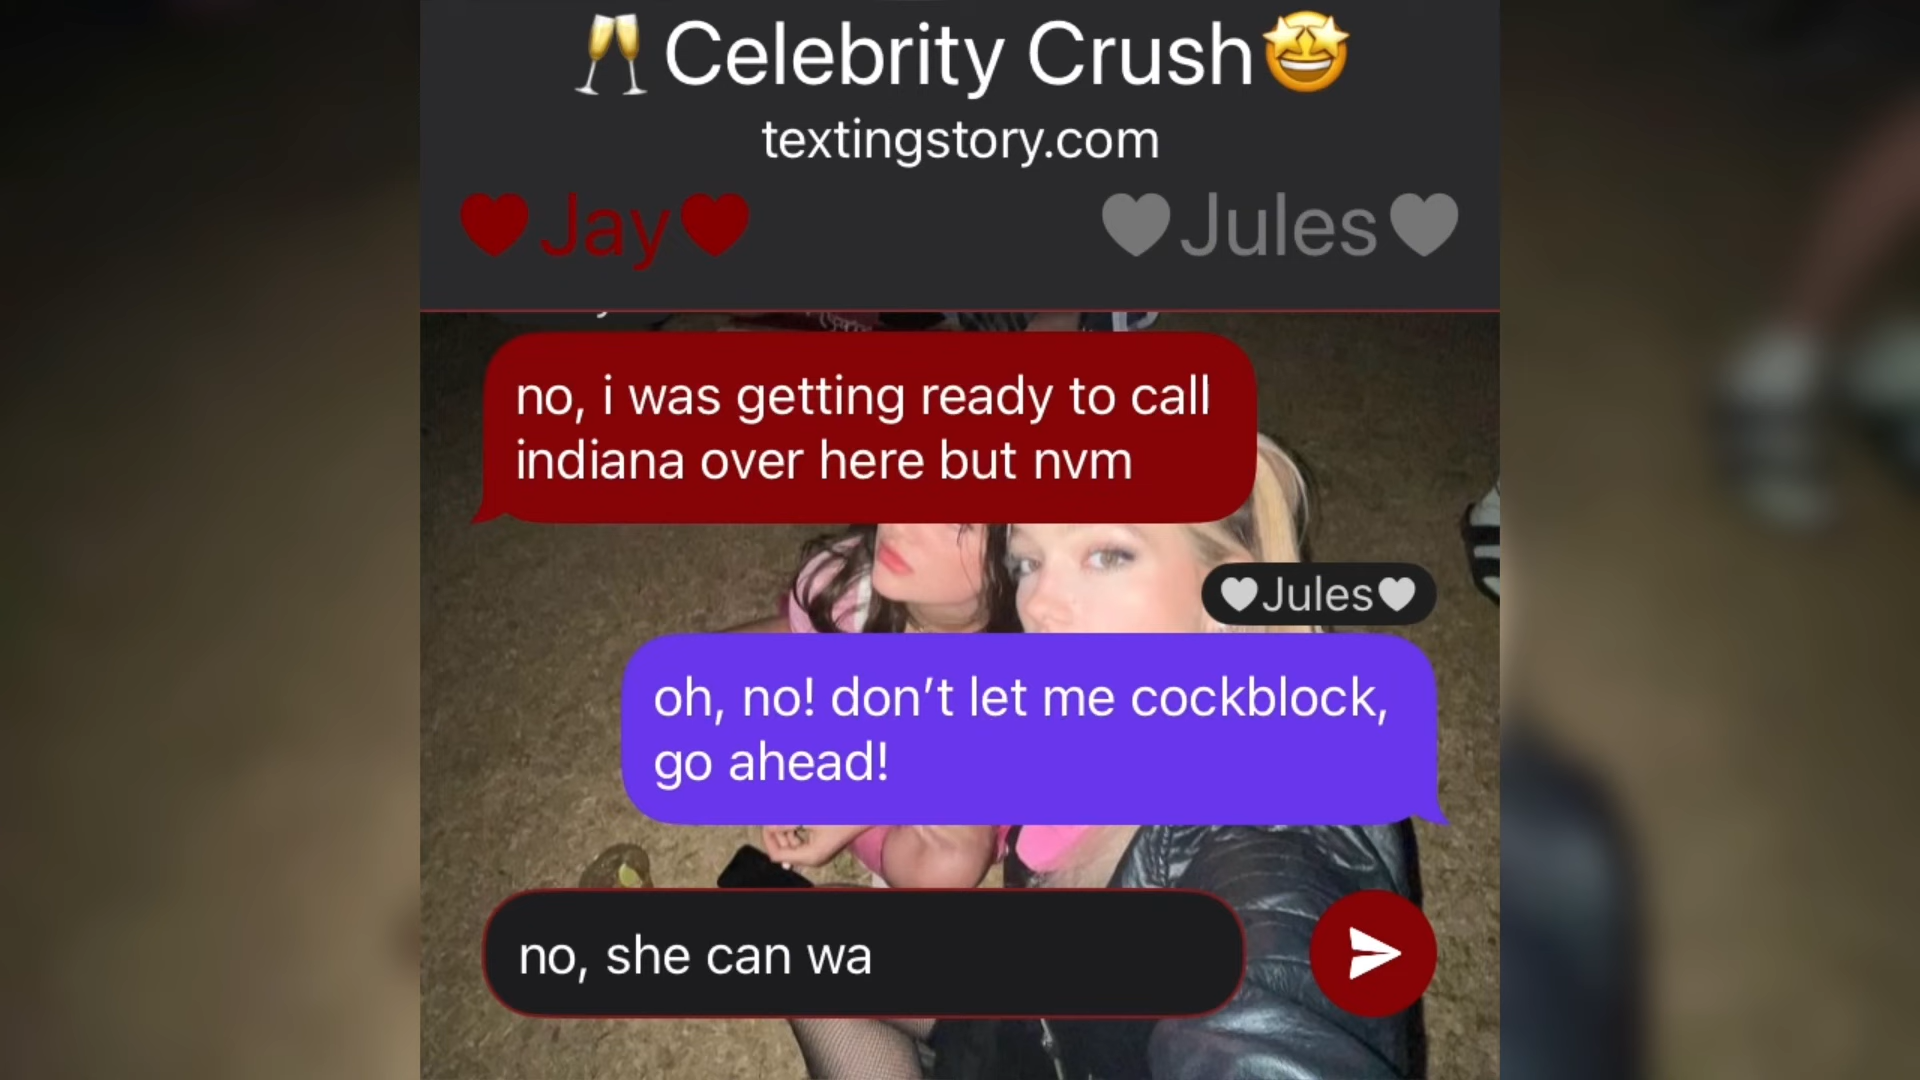 🥂Celebrity Crush🤩
textingstory.com
♥Jay♥
♥Jules♥
no, i was getting ready to call
indiana over here but nvm
♥Jules♥
oh, no! don’t let me cockblock,
go ahead!
no, she can wa